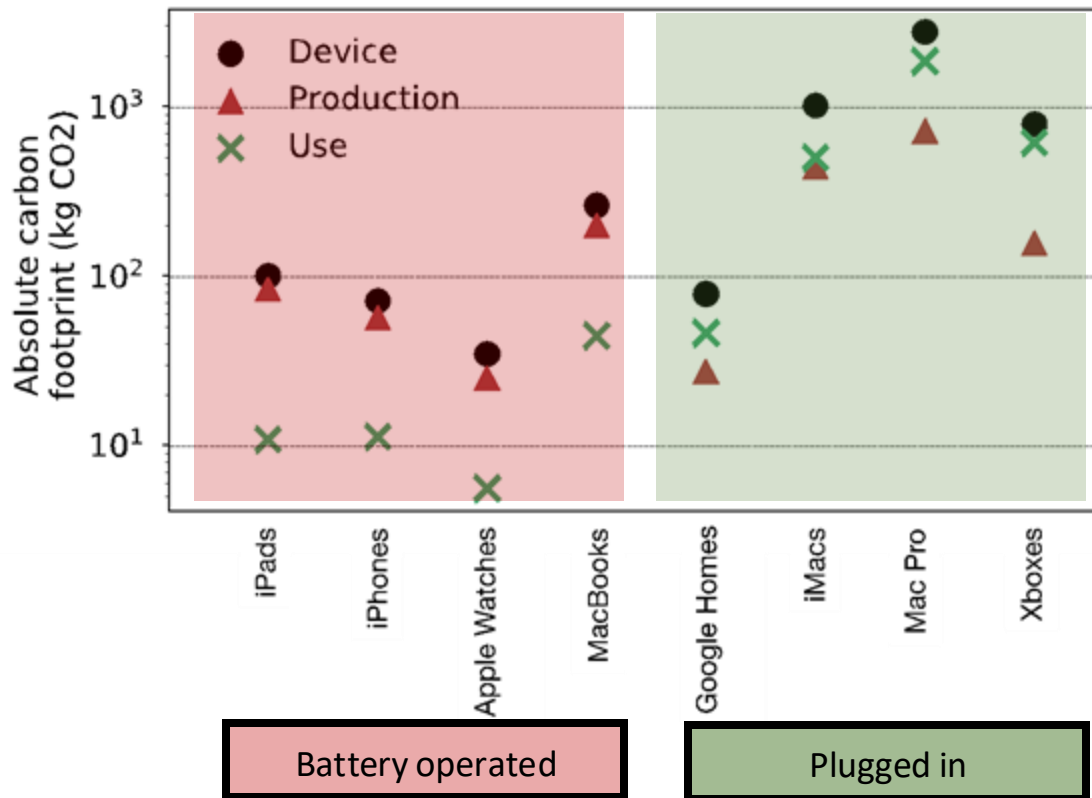 Device
Production
Use
Absolute carbon
footprint (kg CO2)
10³
10²
10¹
iPads
iPhones
Apple Watches
MacBooks
Google Homes
iMacs
Mac Pro
Xboxes
Battery operated
Plugged in